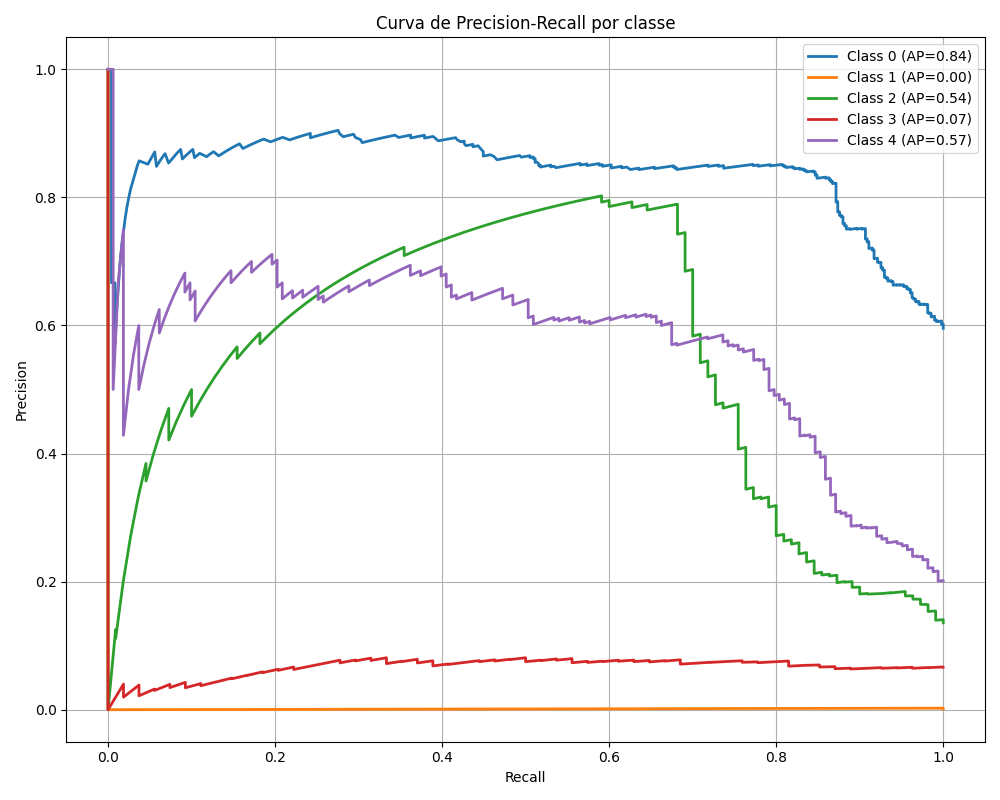 Curva de Precision-Recall por classe
Class 0 (AP=0.84)
Class 1 (AP=0.00)
Class 2 (AP=0.54)
Class 3 (AP=0.07)
Class 4 (AP=0.57)
Precision
1.0
0.8
0.6
0.4
0.2
0.0
0.0 0.2 0.4 0.6 0.8 1.0
Recall